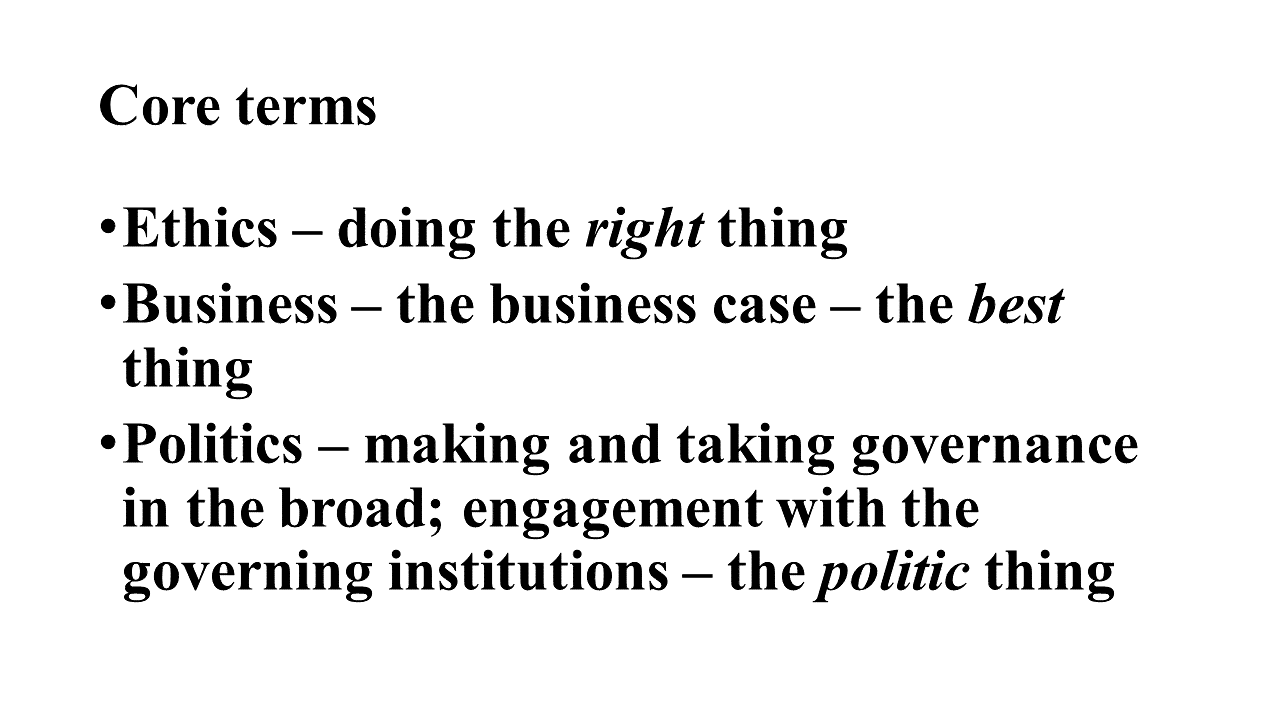 Core terms
•Ethics – doing the right thing
•Business – the business case – the best
thing
•Politics – making and taking governance
in the broad; engagement with the
governing institutions – the politic thing